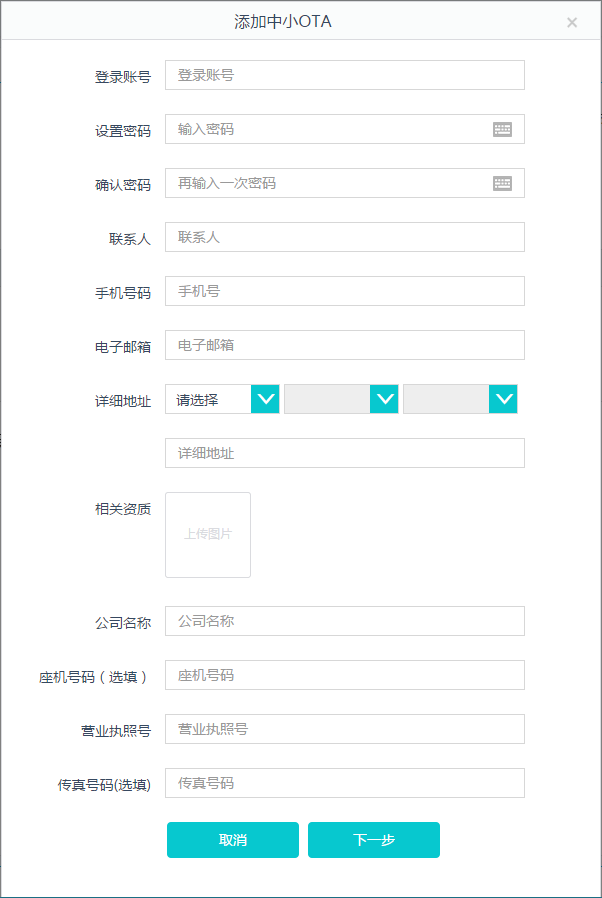 添加中小OTA ×
登录账号 登录账号
设置密码 输入密码
确认密码 再输入一次密码
联系人 联系人
手机号码 手机号
电子邮箱 电子邮箱
详细地址 请选择
详细地址
相关资质 上传图片
公司名称 公司名称
座机号码（选填） 座机号码
营业执照号 营业执照号
传真号码(选填) 传真号码
取消 下一步